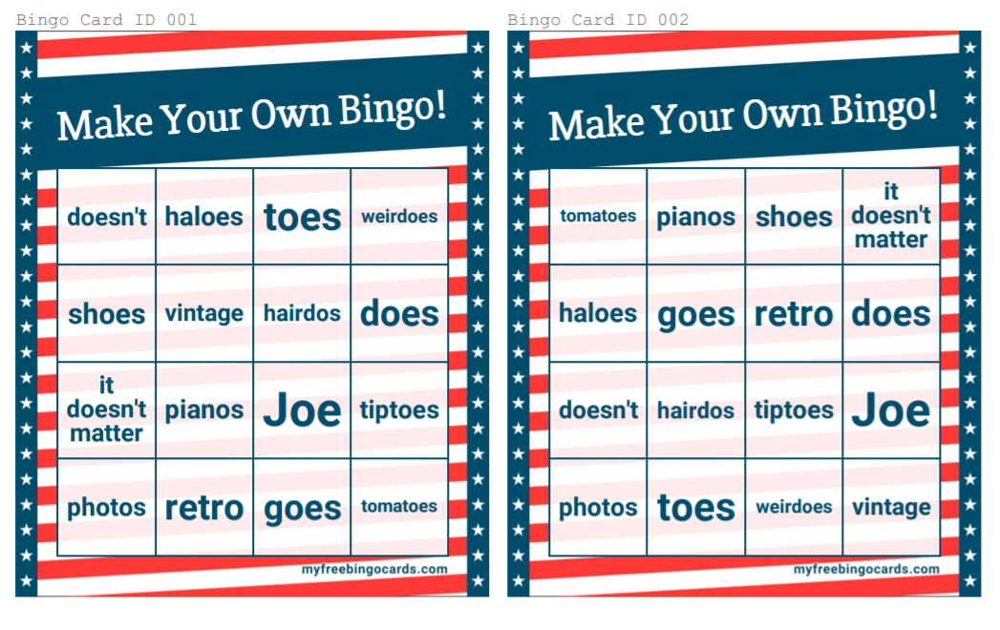 Bingo Card ID 001
Make Your Own Bingo!
doesn't haloes toes weirdoes
shoes vintage hairdos does
it
doesn't
matter
pianos Joe tiptoes
photos retro goes tomatoes
myfreebingocards.com
Bingo Card ID 002
Make Your Own Bingo!
tomatoes pianos shoes
it
doesn't
matter
haloes goes retro does
doesn't hairdos tiptoes Joe
photos toes weirdoes vintage
myfreebingocards.com